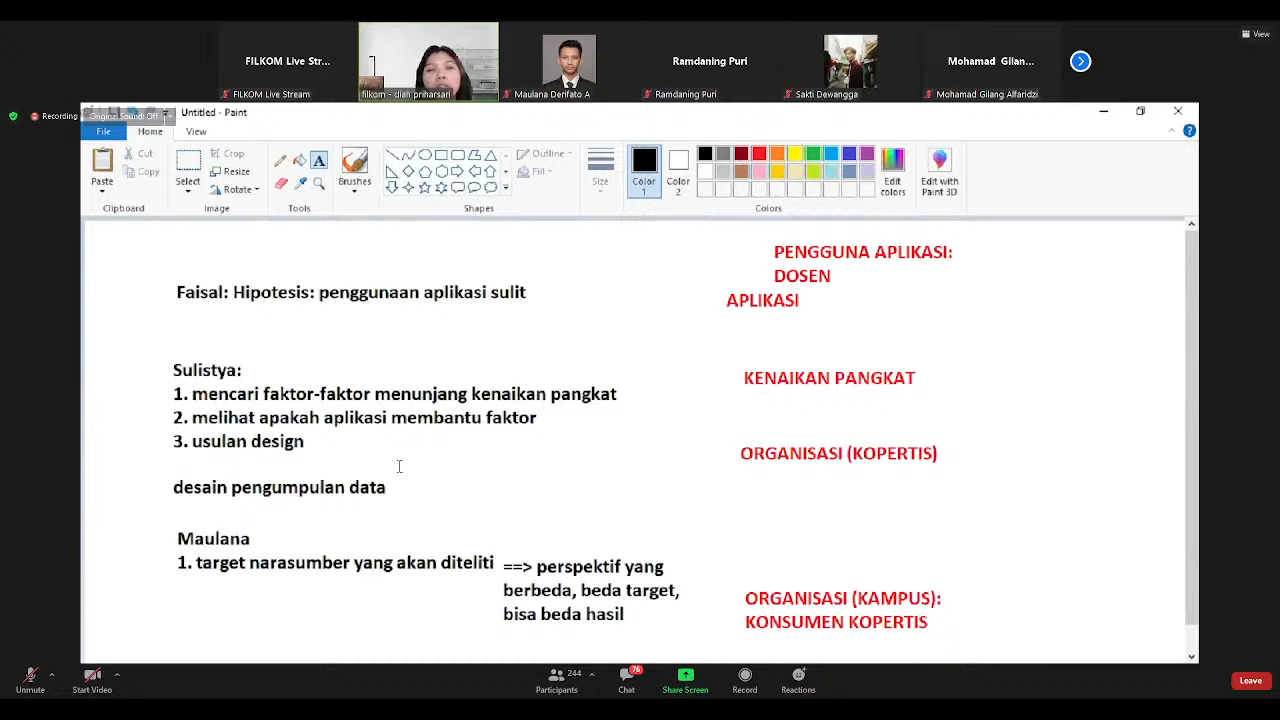 View
FILKOM Live Str...
Ramdaning Puri
Mohamad Gilan...
FILKOM Live Stream
filkom - dian priharsari
Maulana Derifato A
Ramdaning Puri
Sakti Dewangga
Mohamad Gilang Alfaridzi
Recording
Original Sound: Off
Untitled - Paint
File
Home
View
Paste
Cut
Copy
Clipboard
Select
Crop
Resize
Rotate
Image
A
Tools
Brushes
Outline
Fill
Shapes
Size
Color
1
Color
2
Edit
colors
Colors
Edit with
Paint 3D
PENGGUNA APLIKASI:
DOSEN
APLIKASI
Faisal: Hipotesis: penggunaan aplikasi sulit
Sulistya:
1. mencari faktor-faktor menunjang kenaikan pangkat
2. melihat apakah aplikasi membantu faktor
3. usulan design
KENAIKAN PANGKAT
ORGANISASI (KOPERTIS)
desain pengumpulan data
Maulana
1. target narasumber yang akan diteliti
==> perspektif yang
berbeda, beda target,
bisa beda hasil
ORGANISASI (KAMPUS):
KONSUMEN KOPERTIS
Unmute
Start Video
244
Participants
76
Chat
Share Screen
Record
Reactions
Leave